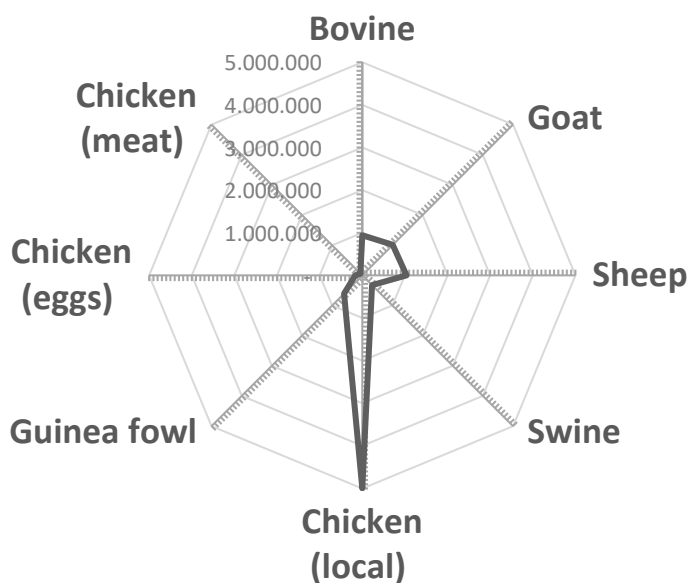 Bovine
5.000.000
4.000.000
3.000.000
2.000.000
1.000.000
-
Goat
Sheep
Swine
Chicken
(local)
Guinea fowl
Chicken
(eggs)
Chicken
(meat)